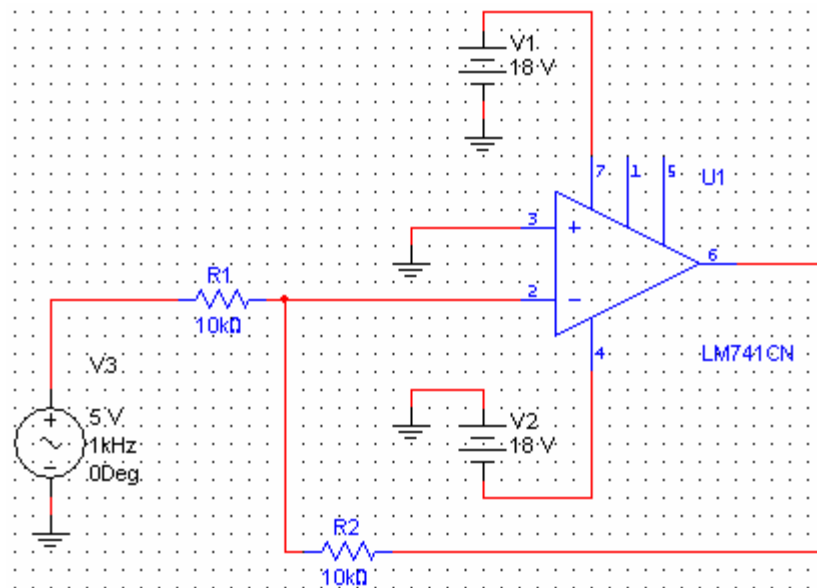 V1
18 V
7
1
5
U1
3
+
6
R1
10kΩ
2
−
4
LM741CN
V3
+
5 V
1kHz
0Deg
V2
18 V
R2
10kΩ